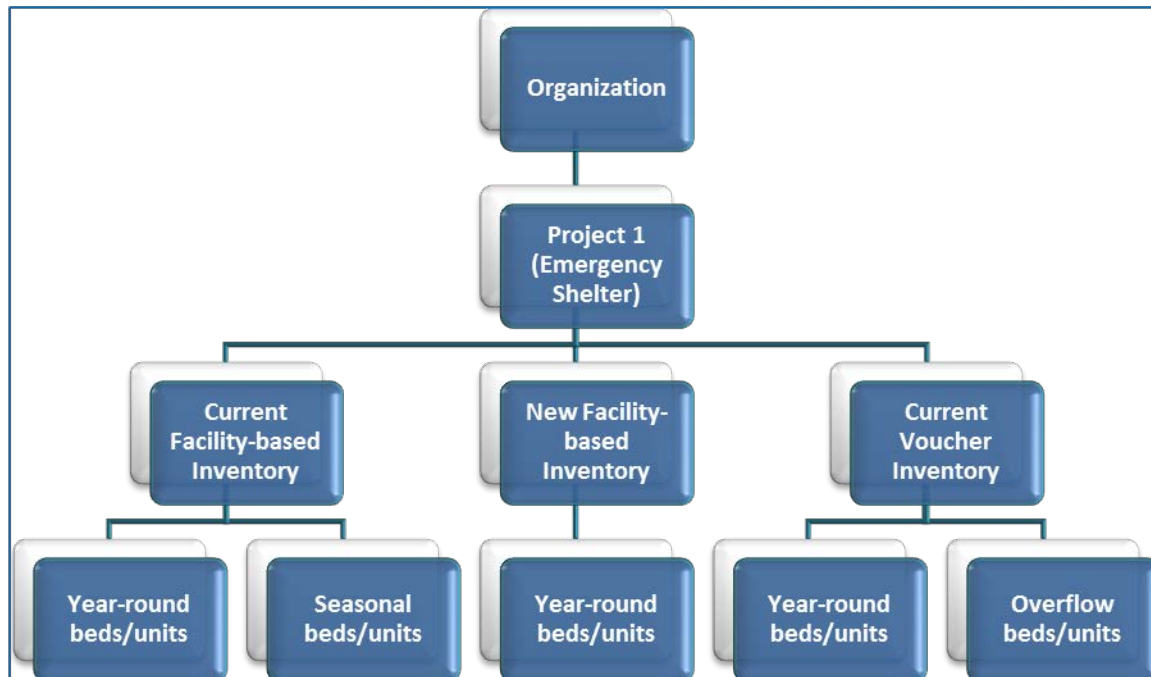 Organization
Project 1
(Emergency
Shelter)
Current
Facility-based
Inventory
New Facility-
based
Inventory
Current
Voucher
Inventory
Year-round
beds/units
Seasonal
beds/units
Year-round
beds/units
Year-round
beds/units
Overflow
beds/units